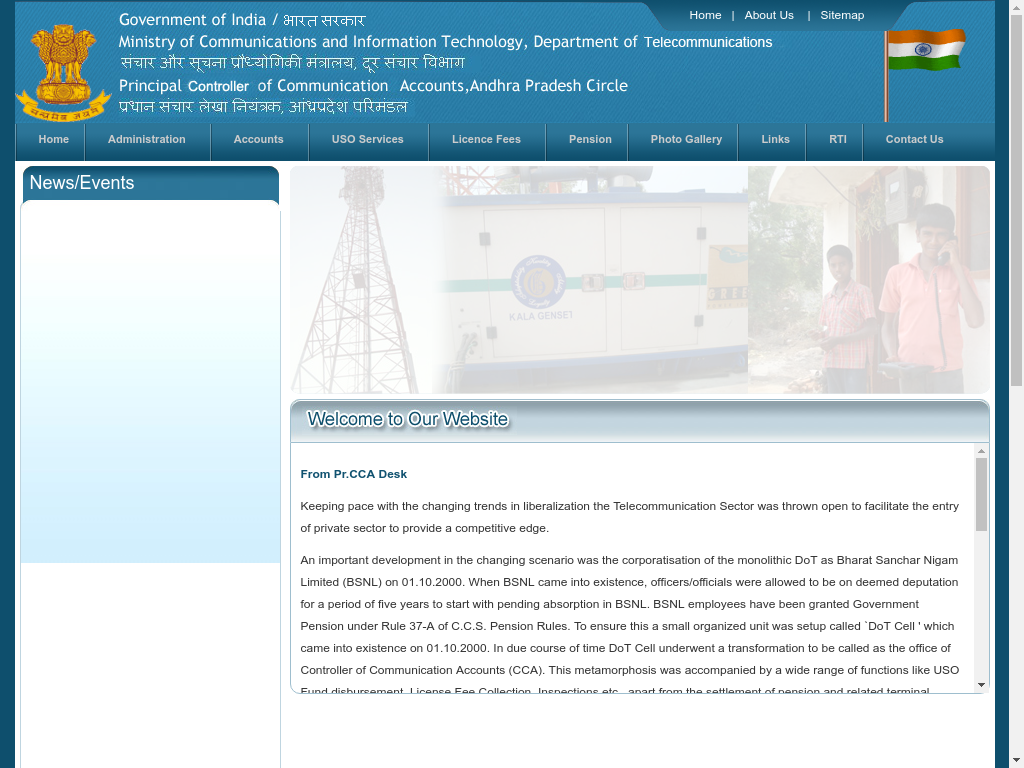 Home | About Us | Sitemap
Government of India / भारत सरकार
Ministry of Communications and Information Technology, Department of Telecommunications
संचार और सूचना प्रौध्योगिकी मंत्रालय, दूर संचार विभाग
Principal Controller of Communication Accounts,Andhra Pradesh Circle
प्रधान संचार लेखा नियंत्रक, आंध्रप्रदेश परिमंडल
सत्यमेव जयते
Home Administration Accounts USO Services Licence Fees Pension Photo Gallery Links RTI Contact Us
News/Events
KALA GENSET
Welcome to Our Website
From Pr.CCA Desk
Keeping pace with the changing trends in liberalization the Telecommunication Sector was thrown open to facilitate the entry
of private sector to provide a competitive edge.
An important development in the changing scenario was the corporatisation of the monolithic DoT as Bharat Sanchar Nigam
Limited (BSNL) on 01.10.2000. When BSNL came into existence, officers/officials were allowed to be on deemed deputation
for a period of five years to start with pending absorption in BSNL. BSNL employees have been granted Government
Pension under Rule 37-A of C.C.S. Pension Rules. To ensure this a small organized unit was setup called `DoT Cell ' which
came into existence on 01.10.2000. In due course of time DoT Cell underwent a transformation to be called as the office of
Controller of Communication Accounts (CCA). This metamorphosis was accompanied by a wide range of functions like USO
Fund disbursement, License Fee Collection, Inspections etc., apart from the settlement of pension and related terminal